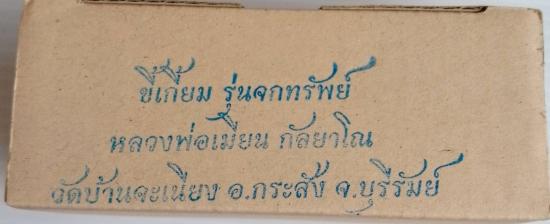 ขี้เกี้ยม รุ่นจกทรัพย์
หลวงพ่อเมียน กัลยาโณ
วัดบ้านจะเนียง อ.กระสัง จ.บุรีรัมย์